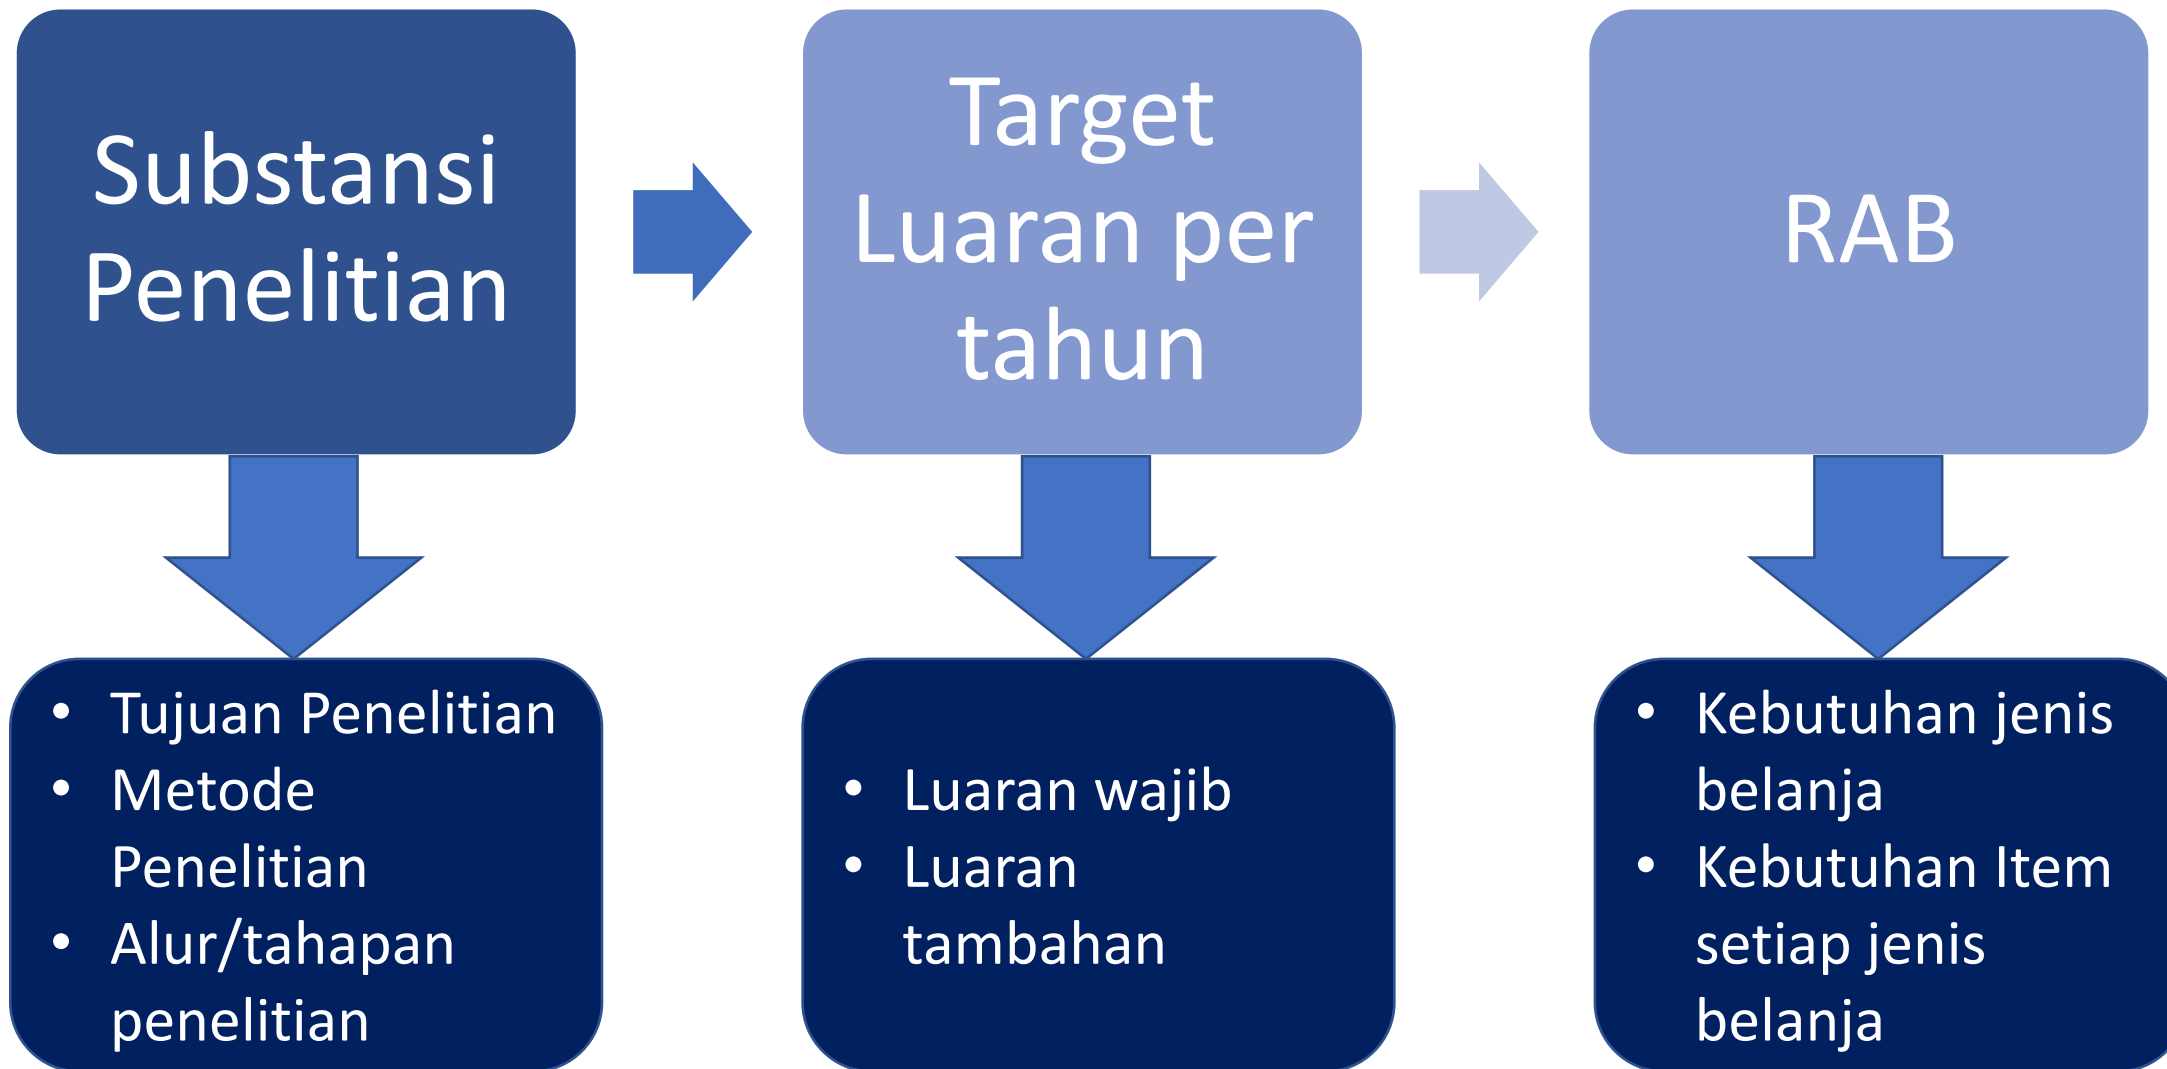 Substansi
Penelitian
Target
Luaran per
tahun
RAB
• Tujuan Penelitian
• Metode
Penelitian
• Alur/tahapan
penelitian
• Luaran wajib
• Luaran
tambahan
• Kebutuhan jenis
belanja
• Kebutuhan Item
setiap jenis
belanja